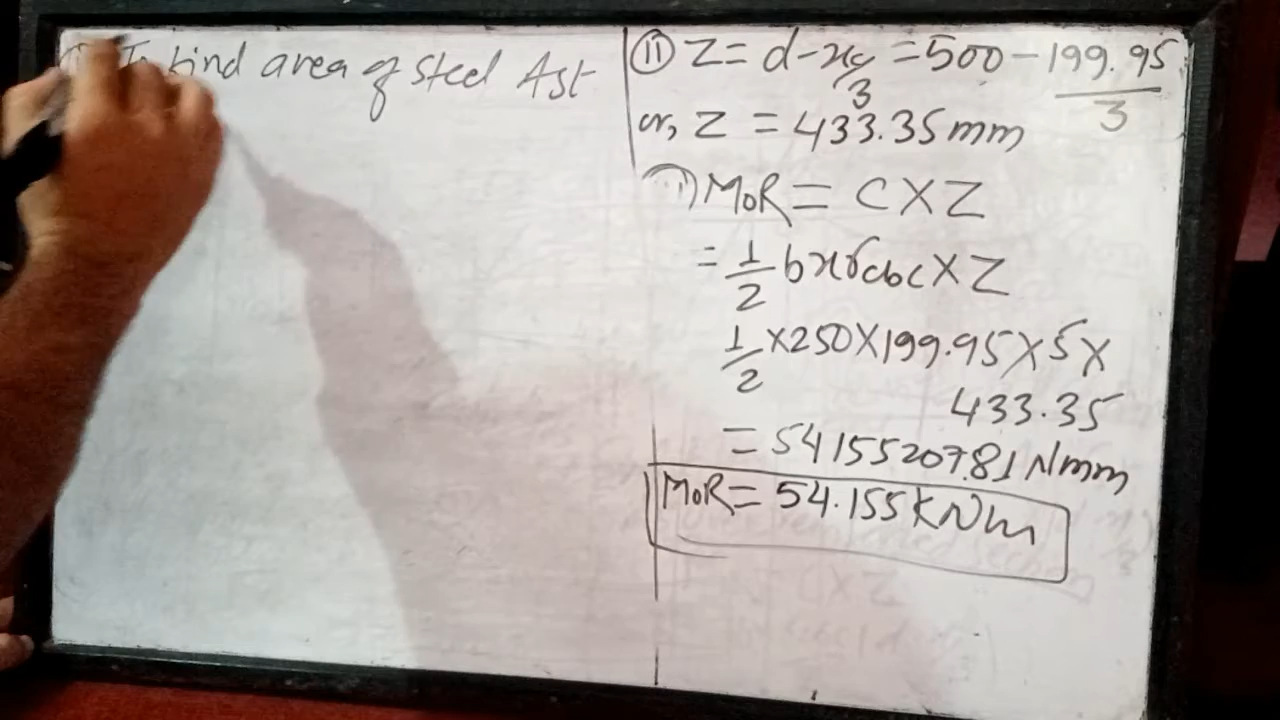 To find area of steel Ast
(ii) Z = d - xc/3 = 500 - 199.95/3
or, Z = 433.35 mm
MoR = C X Z
= 1/2 b x σcbc X Z
1/2 X 250 X 199.95 X 5 X
433.35
= 54155207.81 Nmm
MoR = 54.155 KNm